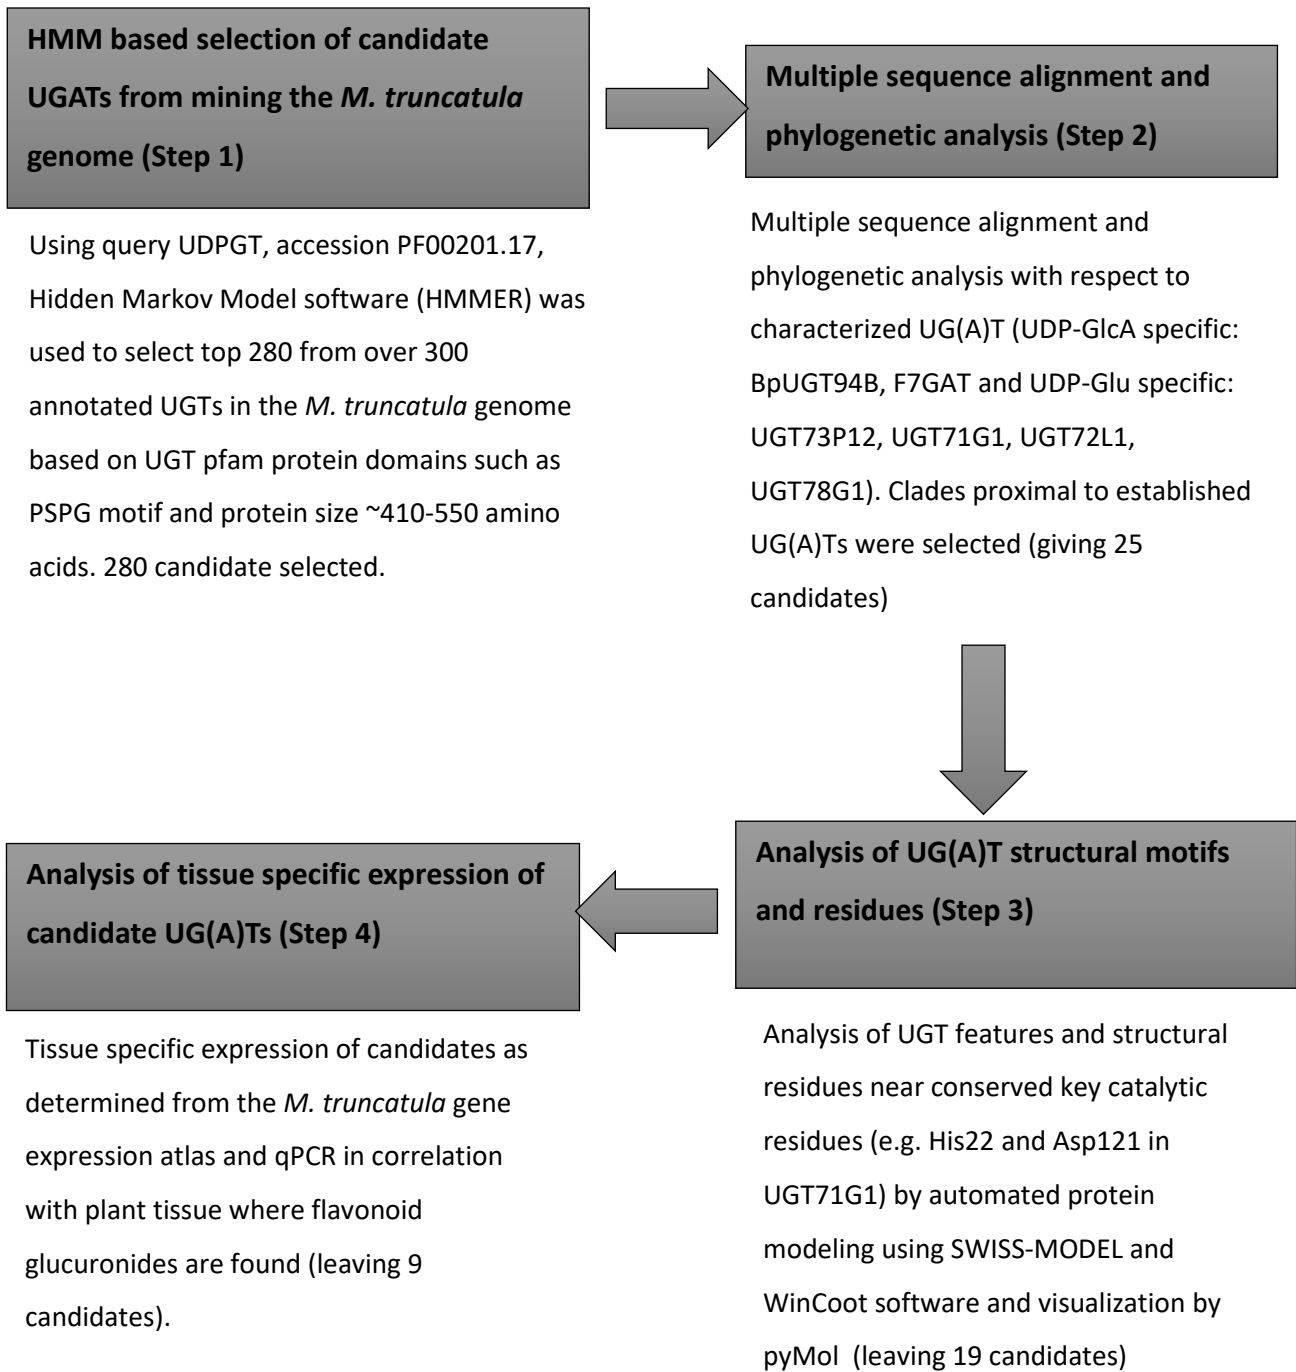 HMM based selection of candidate
UGATs from mining the M. truncatula
genome (Step 1)
Using query UDPGT, accession PF00201.17,
Hidden Markov Model software (HMMER) was
used to select top 280 from over 300
annotated UGTs in the M. truncatula genome
based on UGT pfam protein domains such as
PSPG motif and protein size ~410-550 amino
acids. 280 candidate selected.
Multiple sequence alignment and
phylogenetic analysis (Step 2)
Multiple sequence alignment and
phylogenetic analysis with respect to
characterized UG(A)T (UDP-GlcA specific:
BpUGT94B, F7GAT and UDP-Glu specific:
UGT73P12, UGT71G1, UGT72L1,
UGT78G1). Clades proximal to established
UG(A)Ts were selected (giving 25
candidates)
Analysis of UG(A)T structural motifs
and residues (Step 3)
Analysis of UGT features and structural
residues near conserved key catalytic
residues (e.g. His22 and Asp121 in
UGT71G1) by automated protein
modeling using SWISS-MODEL and
WinCoot software and visualization by
pyMol (leaving 19 candidates)
Analysis of tissue specific expression of
candidate UG(A)Ts (Step 4)
Tissue specific expression of candidates as
determined from the M. truncatula gene
expression atlas and qPCR in correlation
with plant tissue where flavonoid
glucuronides are found (leaving 9
candidates).